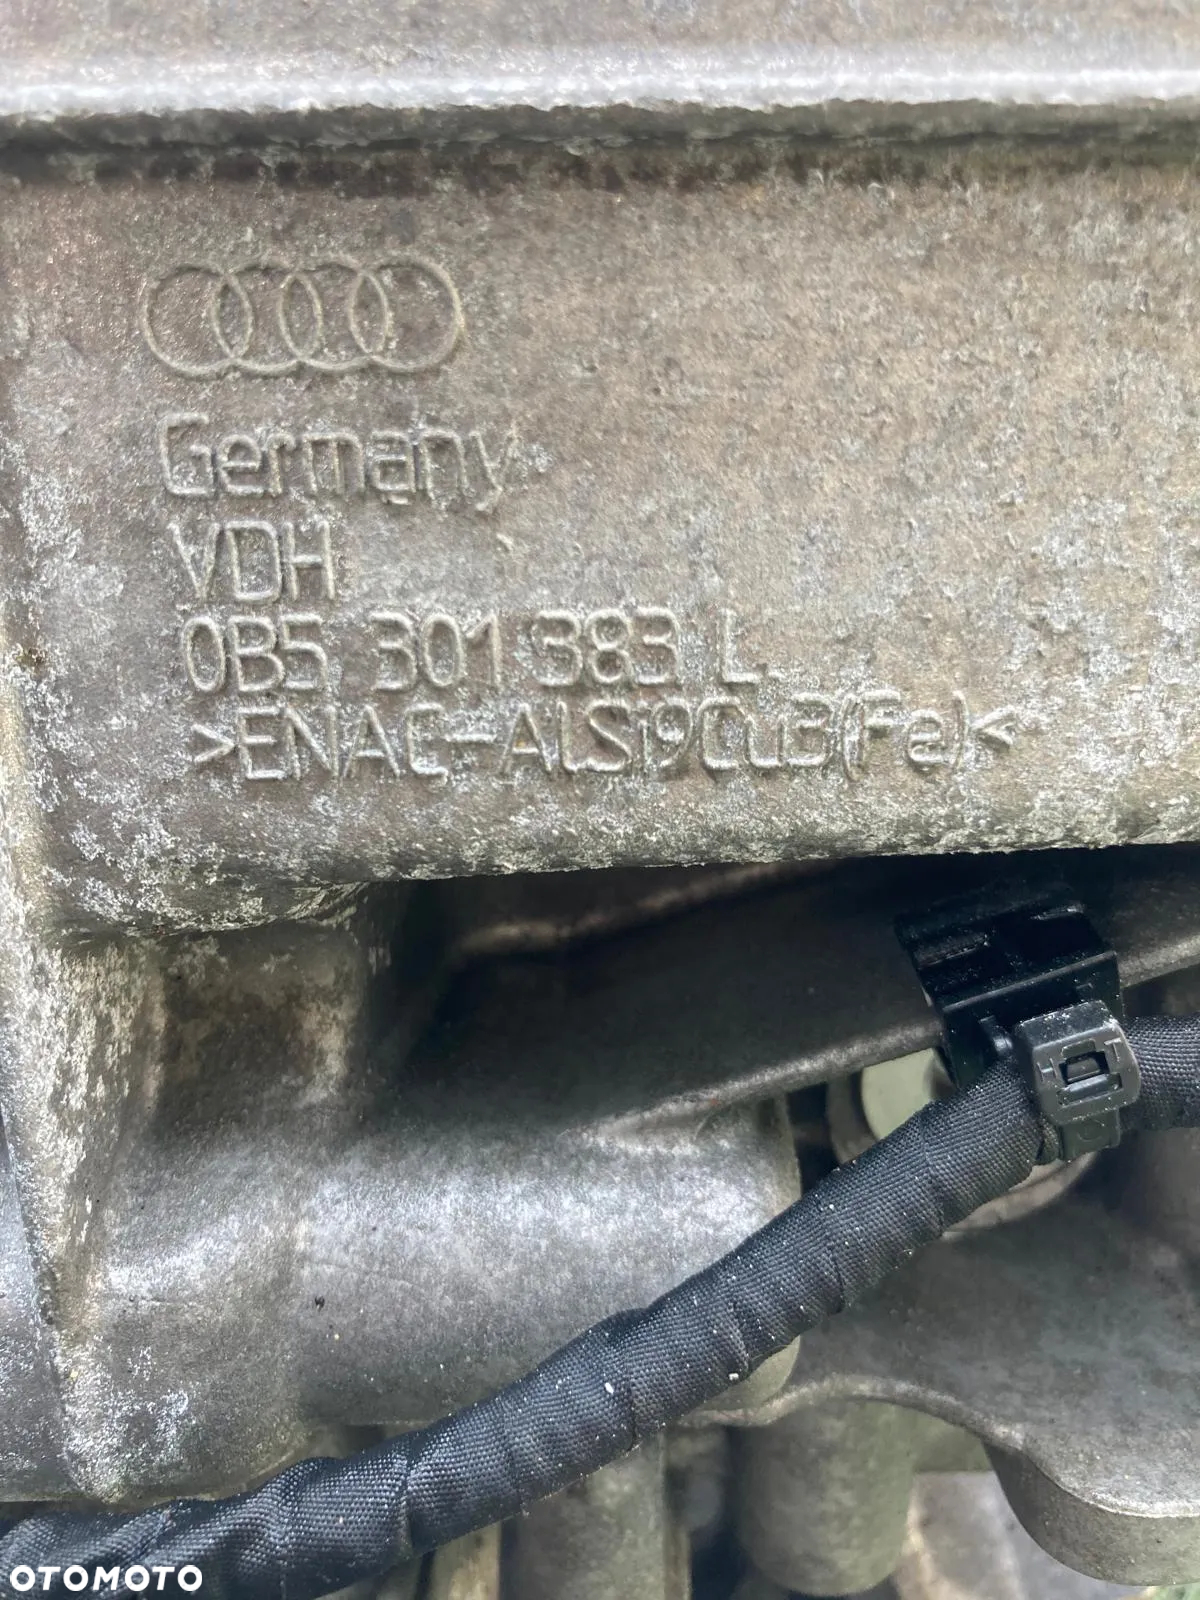 Germany
VDH
0B5 301 383 L
>ENAC-AlSi9Cu3(Fe)<
OTOMOTO